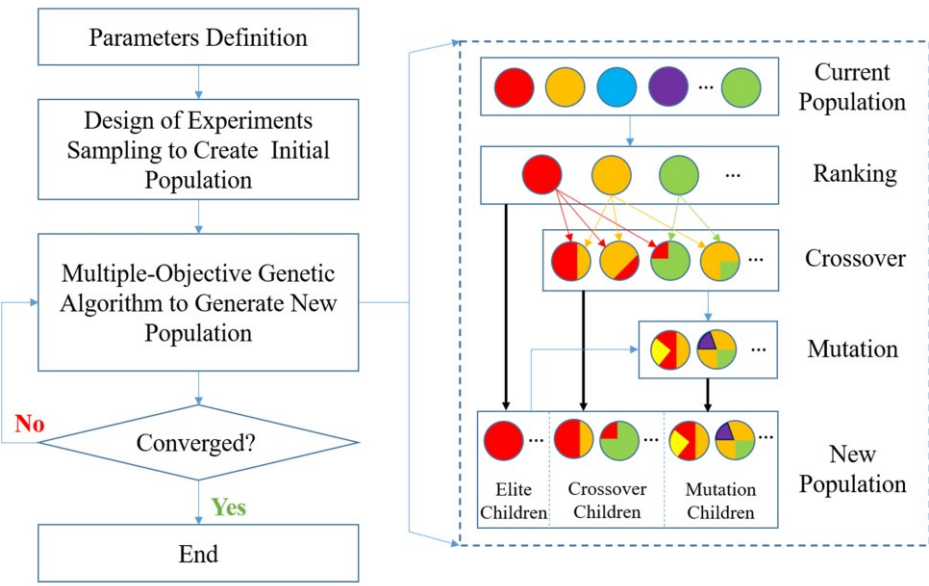 Parameters Definition
Design of Experiments
Sampling to Create Initial
Population
Multiple-Objective Genetic
Algorithm to Generate New
Population
No
Converged?
Yes
End
...
Current
Population
...
Ranking
...
Crossover
...
Mutation
...
...
...
Elite
Children
Crossover
Children
Mutation
Children
New
Population